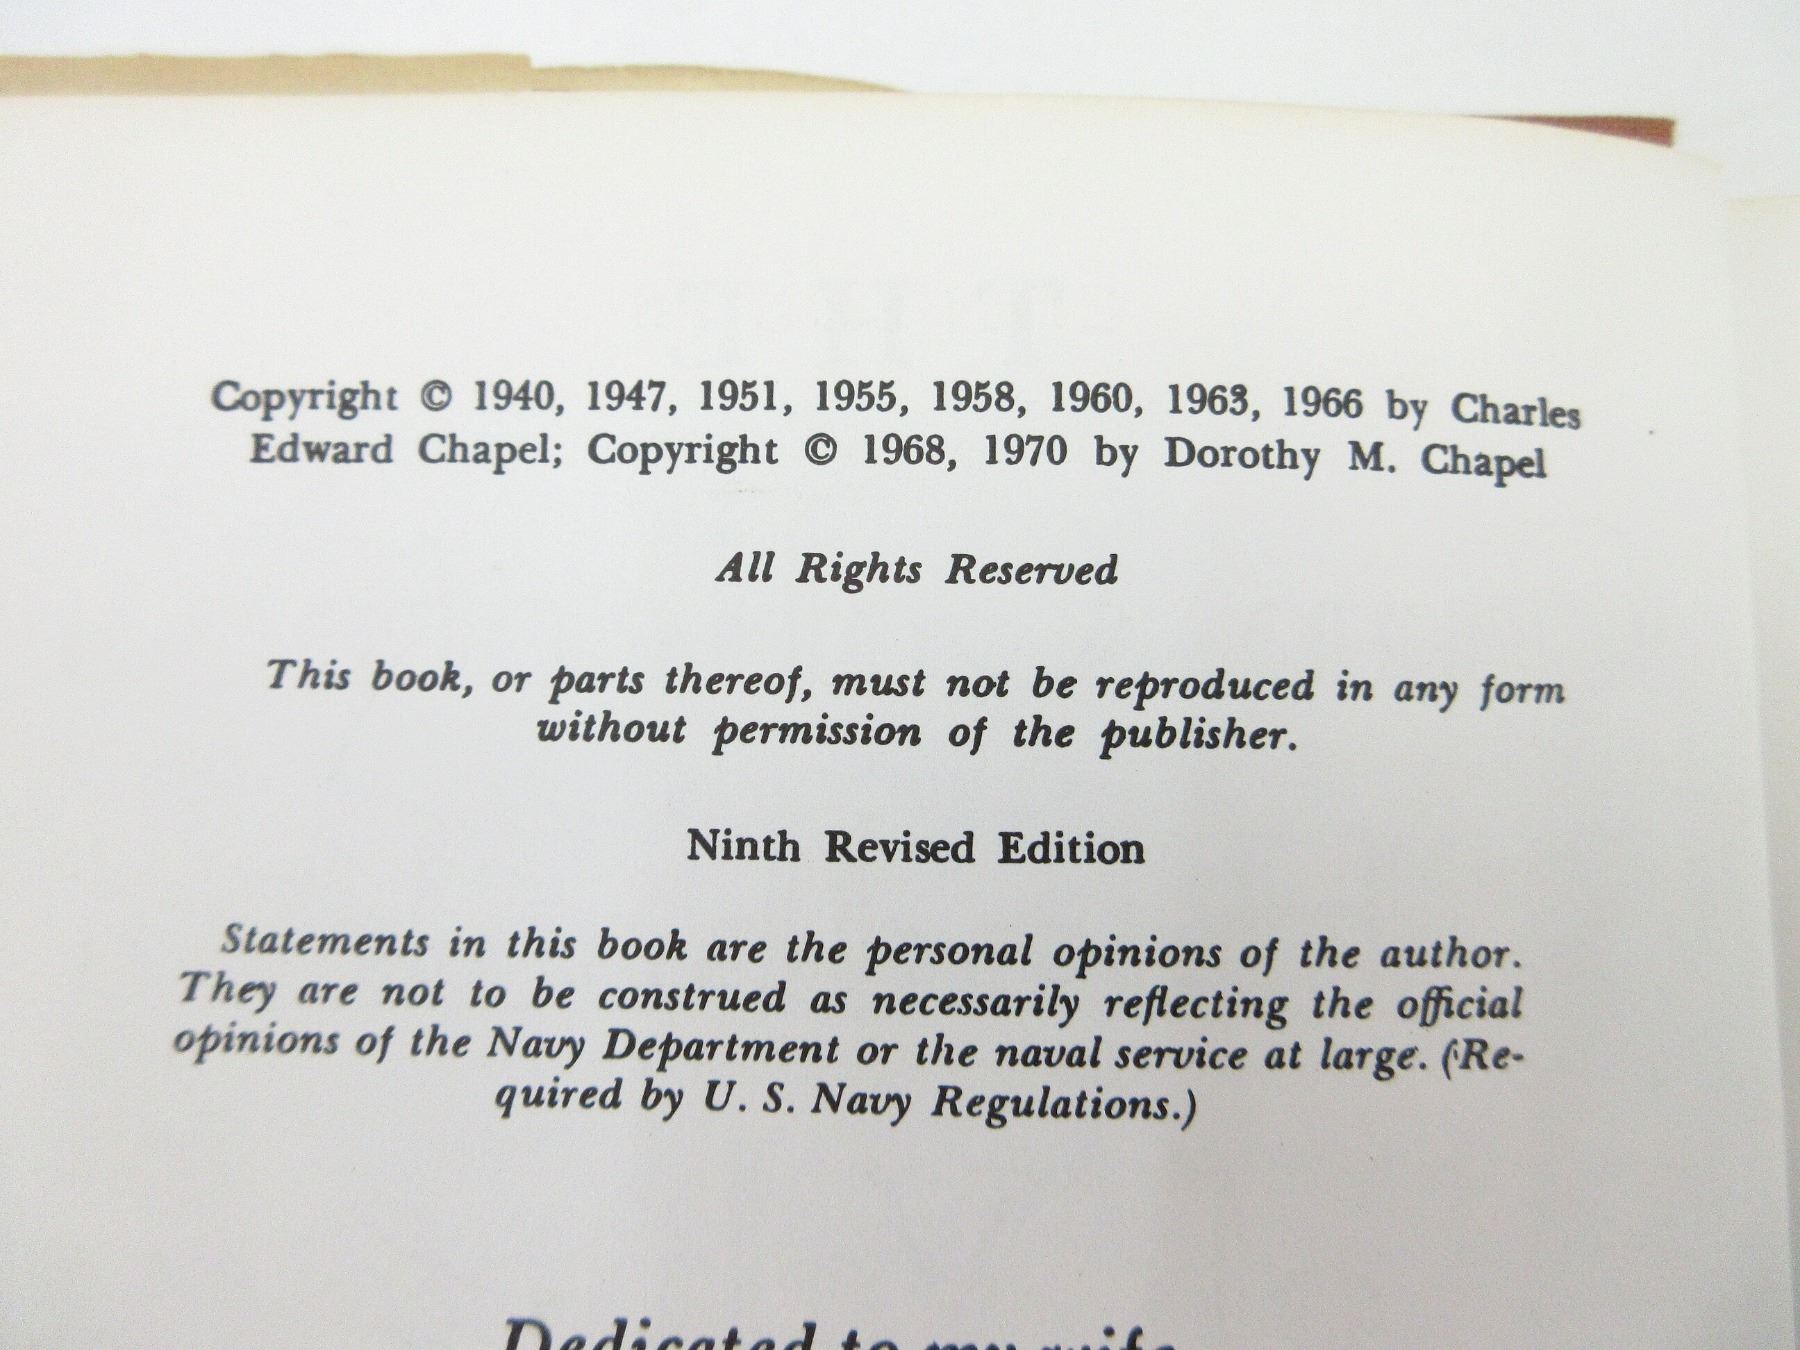 Copyright © 1940, 1947, 1951, 1955, 1958, 1960, 1963, 1966 by Charles
Edward Chapel; Copyright © 1968, 1970 by Dorothy M. Chapel
All Rights Reserved
This book, or parts thereof, must not be reproduced in any form
without permission of the publisher.
Ninth Revised Edition
Statements in this book are the personal opinions of the author.
They are not to be construed as necessarily reflecting the official
opinions of the Navy Department or the naval service at large. (Re-
quired by U. S. Navy Regulations.)
Dedicated to my wife